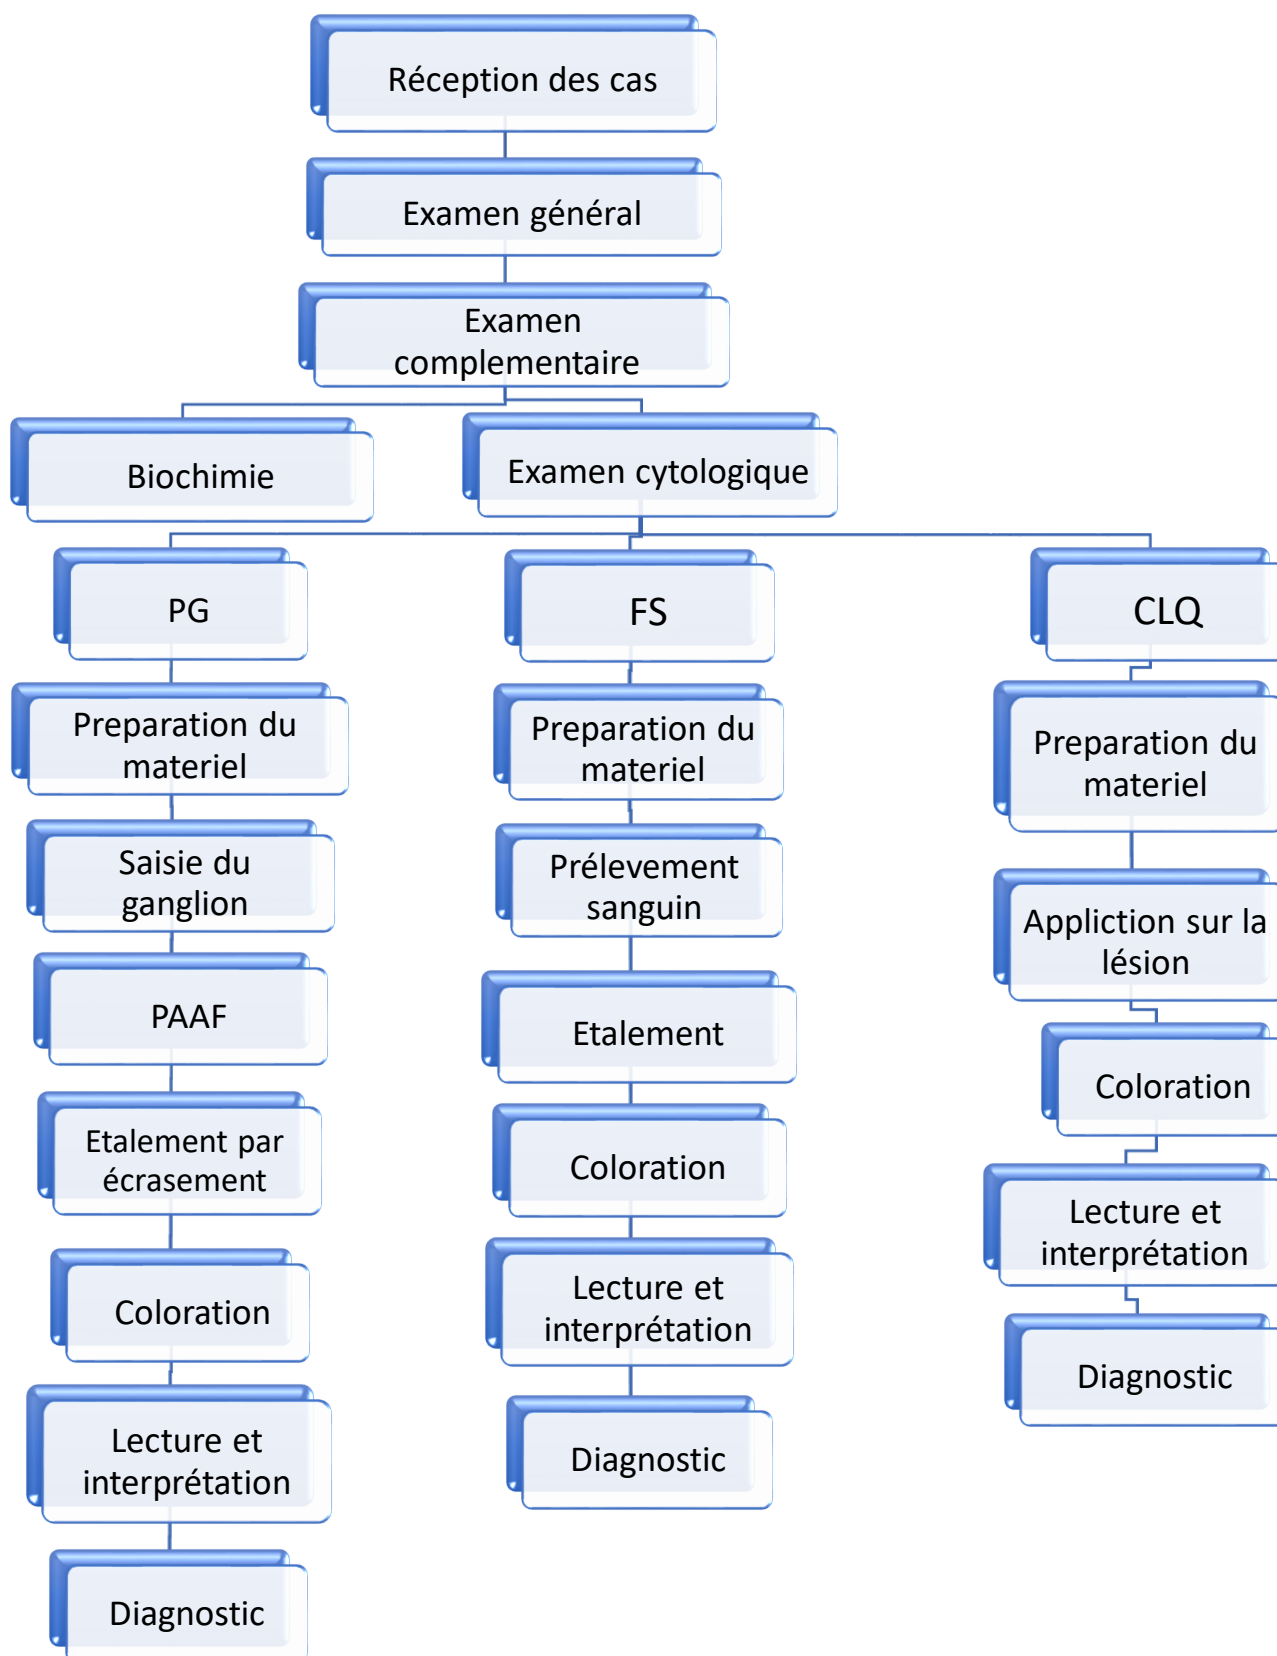 Réception des cas
Examen général
Examen
complementaire
Biochimie
Examen cytologique
PG
Preparation du
materiel
Saisie du
ganglion
PAAF
Etalement par
écrasement
Coloration
Lecture et
interprétation
Diagnostic
FS
Preparation du
materiel
Prélevement
sanguin
Etalement
Coloration
Lecture et
interprétation
Diagnostic
CLQ
Preparation du
materiel
Appliction sur la
lésion
Coloration
Lecture et
interprétation
Diagnostic